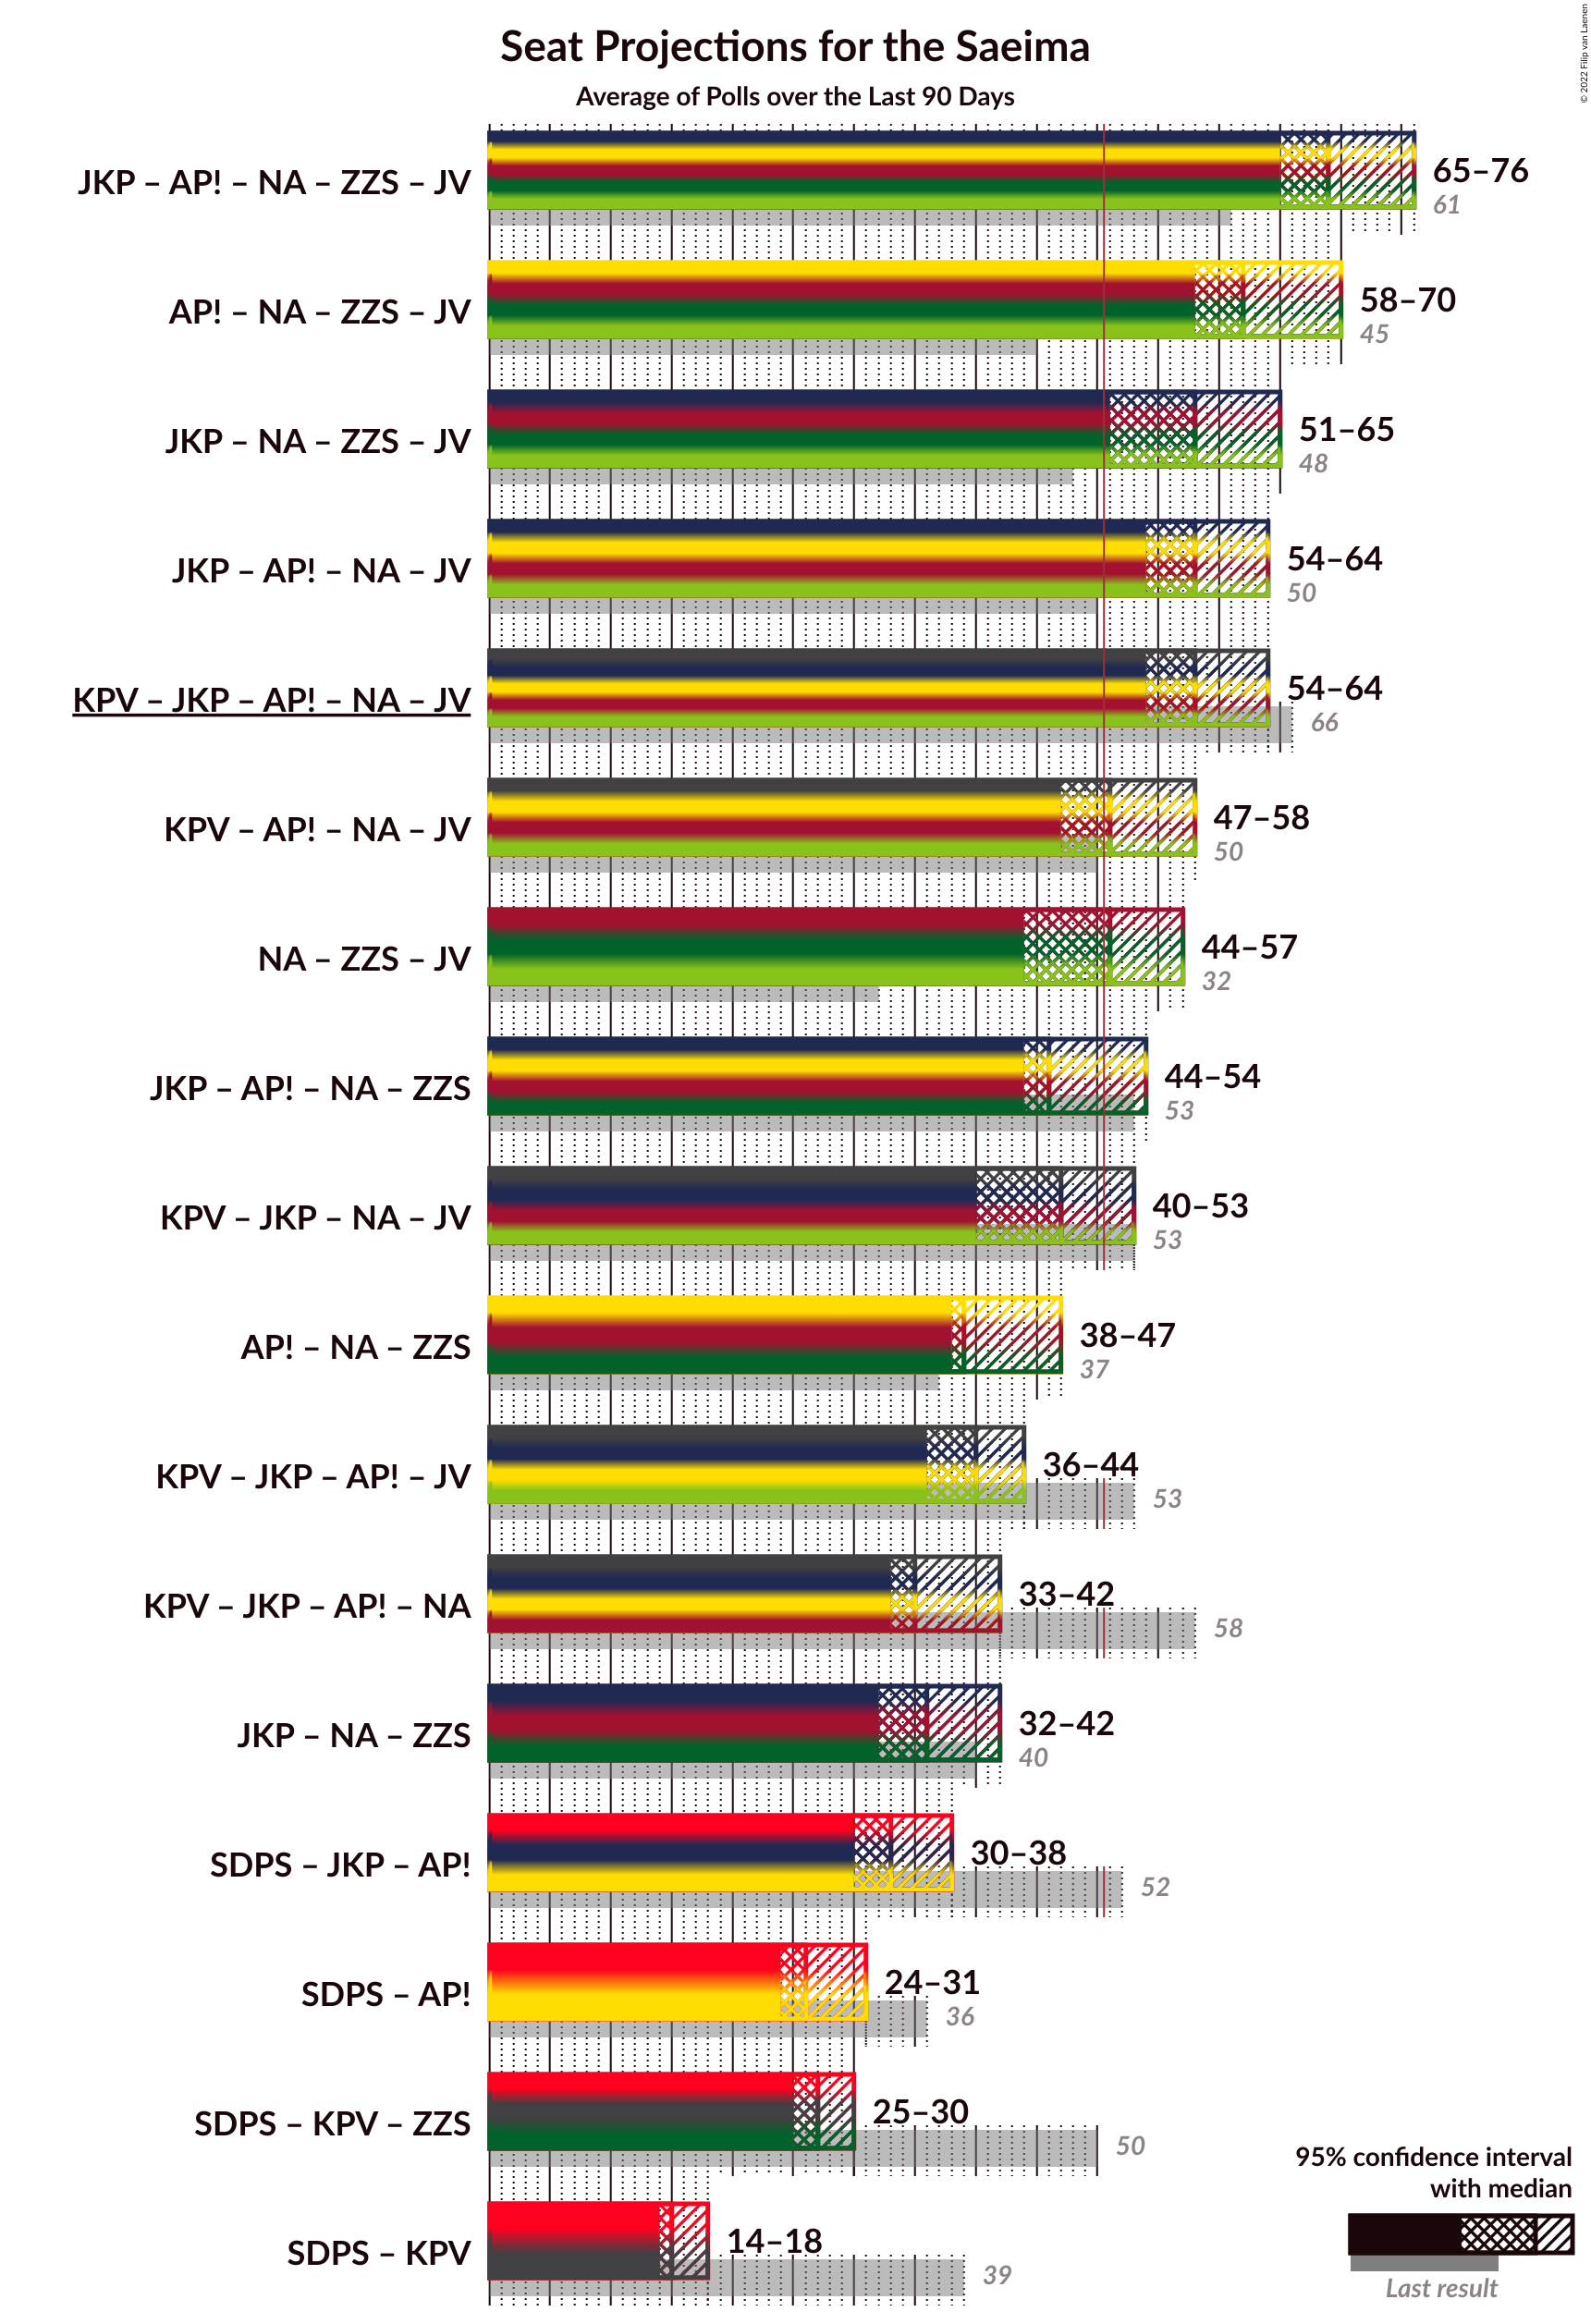 Seat Projections for the Saeima
Average of Polls over the Last 90 Days
© 2022 Filip van Laenen
JKP – AP! – NA – ZZS – JV
65–76
61
AP! – NA – ZZS – JV
58–70
45
JKP – NA – ZZS – JV
51–65
48
JKP – AP! – NA – JV
54–64
50
KPV – JKP – AP! – NA – JV
54–64
66
KPV – AP! – NA – JV
47–58
50
NA – ZZS – JV
44–57
32
JKP – AP! – NA – ZZS
44–54
53
KPV – JKP – NA – JV
40–53
53
AP! – NA – ZZS
38–47
37
KPV – JKP – AP! – JV
36–44
53
KPV – JKP – AP! – NA
33–42
58
JKP – NA – ZZS
32–42
40
SDPS – JKP – AP!
30–38
52
SDPS – AP!
24–31
36
SDPS – KPV – ZZS
25–30
50
SDPS – KPV
14–18
39
95% confidence interval
with median
Last result